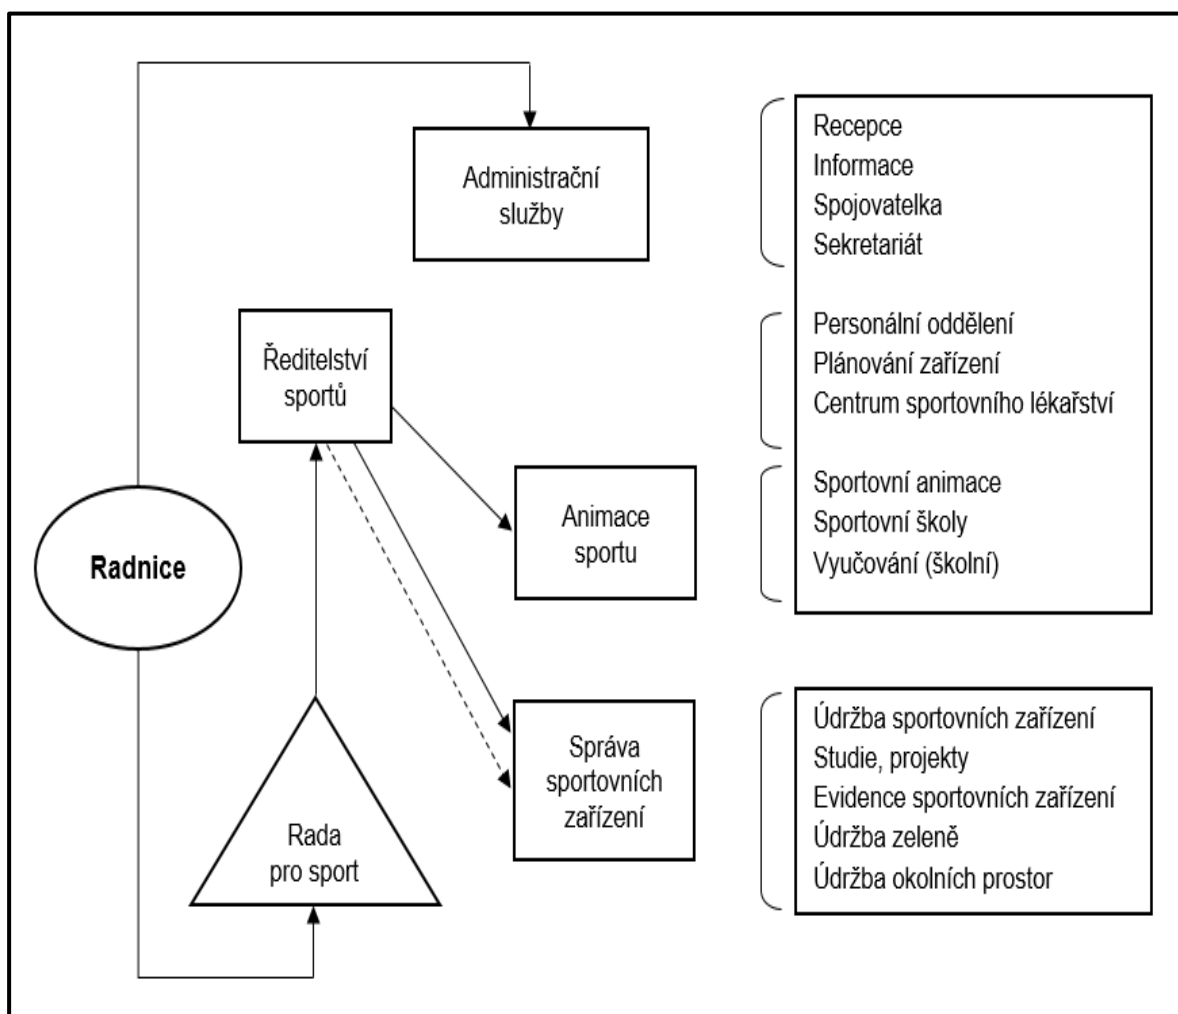 Administrační
služby
Recepce
Informace
Spojovatelka
Sekretariát
Ředitelství
sportů
Personální oddělení
Plánování zařízení
Centrum sportovního lékařství
Animace
sportu
Sportovní animace
Sportovní školy
Vyučování (školní)
Radnice
Správa
sportovních
zařízení
Údržba sportovních zařízení
Studie, projekty
Evidence sportovních zařízení
Údržba zeleně
Údržba okolních prostor
Rada
pro sport